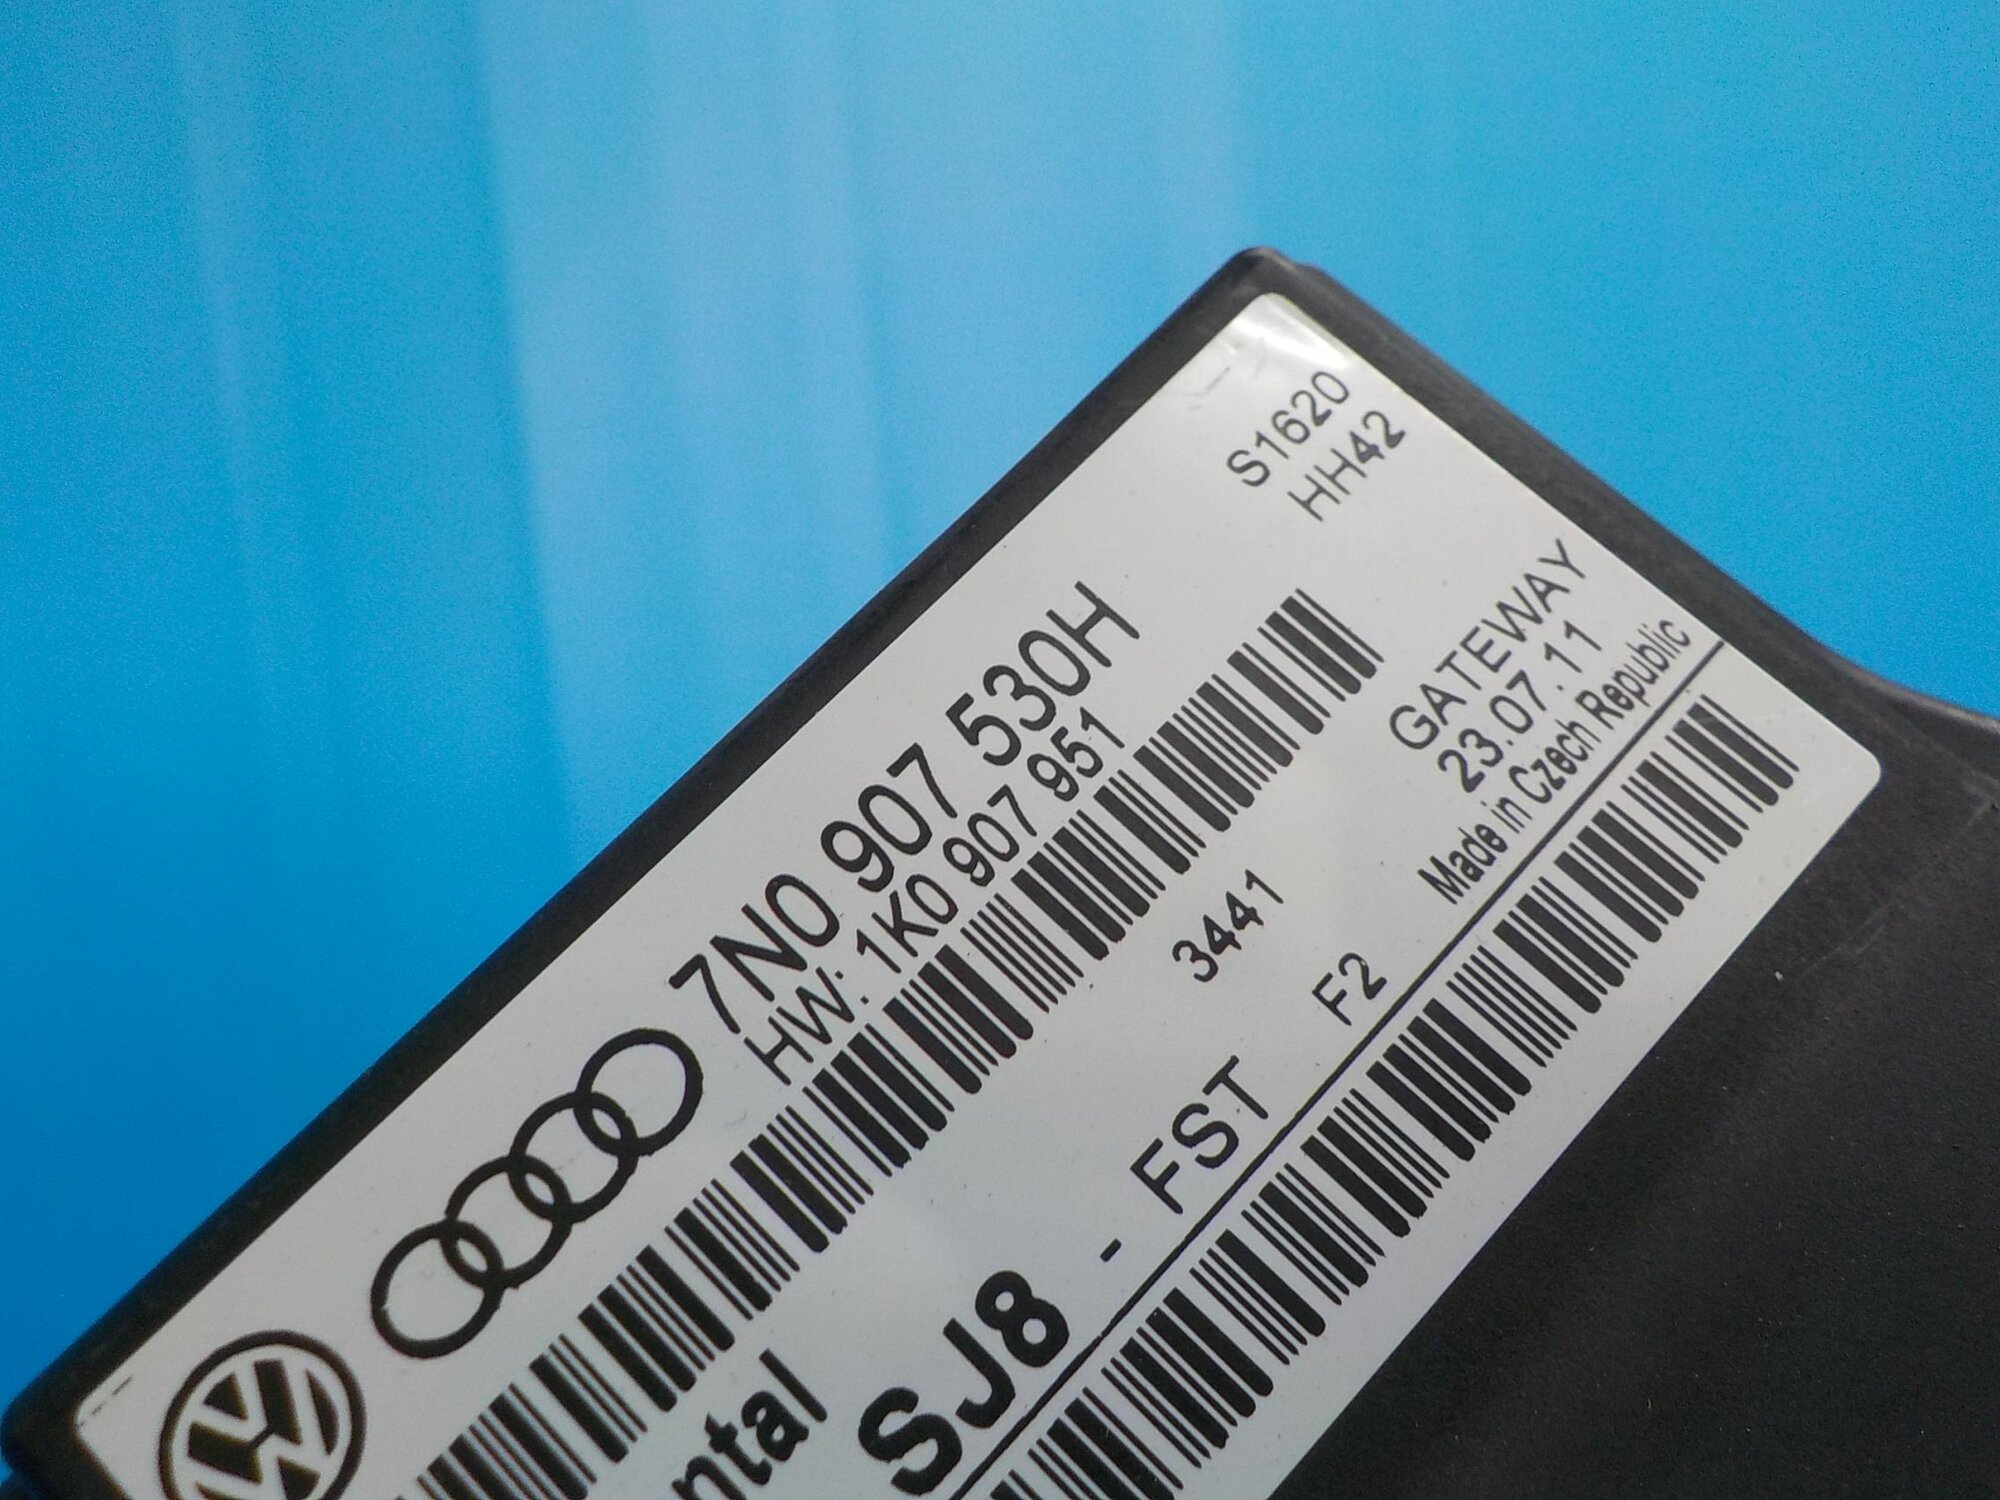 7N0 907 530H
S1620
HW: 1K0 907 951
HH42
3441
GATEWAY
23.07.11
Made in Czech Republic
ntal
SJ8 - FST F2